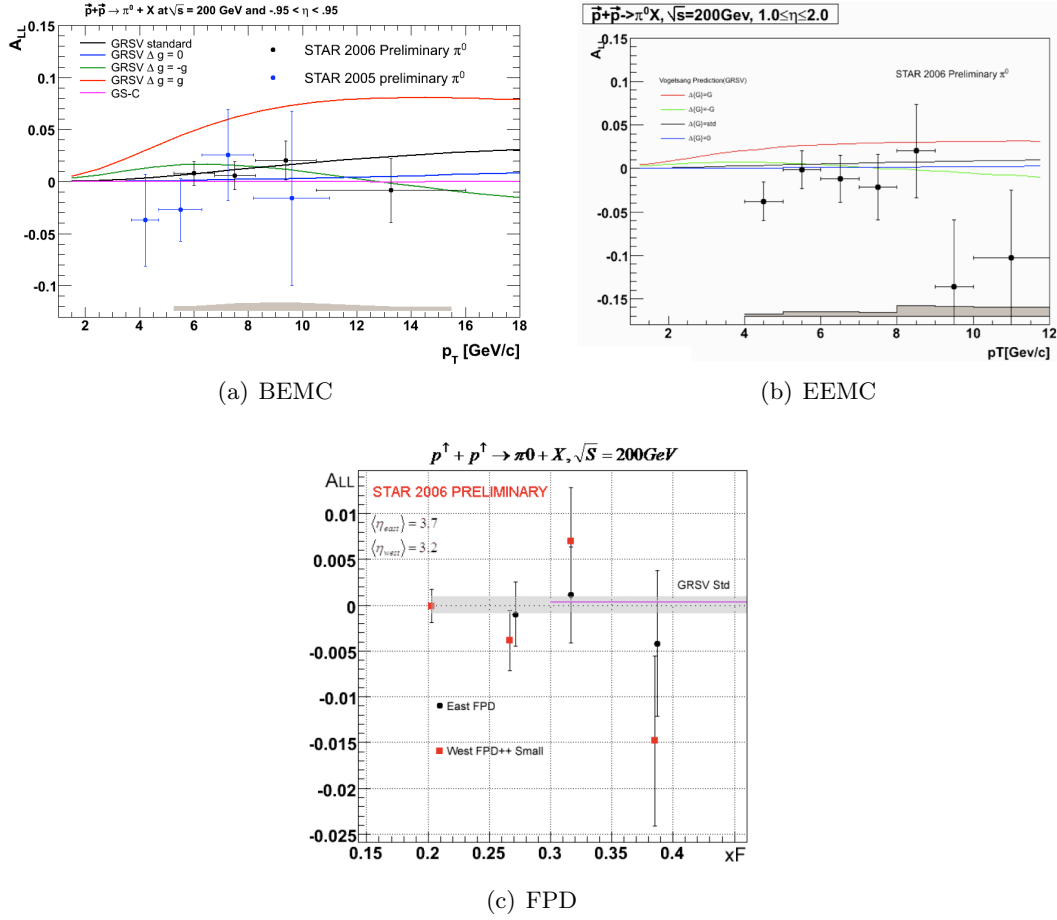 p+p → π⁰ + X at √s = 200 GeV and -.95 < η < .95
A_LL
GRSV standard
GRSV Δ g = 0
GRSV Δ g = -g
GRSV Δ g = g
GS-C
STAR 2006 Preliminary π⁰
STAR 2005 preliminary π⁰
0.15
0.1
0.05
0
-0.05
-0.1
2 4 6 8 10 12 14 16 18
p_T [GeV/c]
(a) BEMC
p+p->π⁰X, √s=200Gev, 1.0≤η≤2.0
A_LL
Vogelsang Prediction(GRSV)
Δ(G)=G
Δ(G)=-G
Δ(G)=std
Δ(G)=0
STAR 2006 Preliminary π⁰
0.15
0.1
0.05
0
-0.05
-0.1
-0.15
2 4 6 8 10 12
pT[Gev/c]
(b) EEMC
p↑ + p↑ → π0 + X, √S = 200GeV
ALL
STAR 2006 PRELIMINARY
⟨η_east⟩ = 3.7
⟨η_west⟩ = 3.2
GRSV Std
East FPD
West FPD++ Small
0.01
0.005
0
-0.005
-0.01
-0.015
-0.02
-0.025
0.15 0.2 0.25 0.3 0.35 0.4
xF
(c) FPD